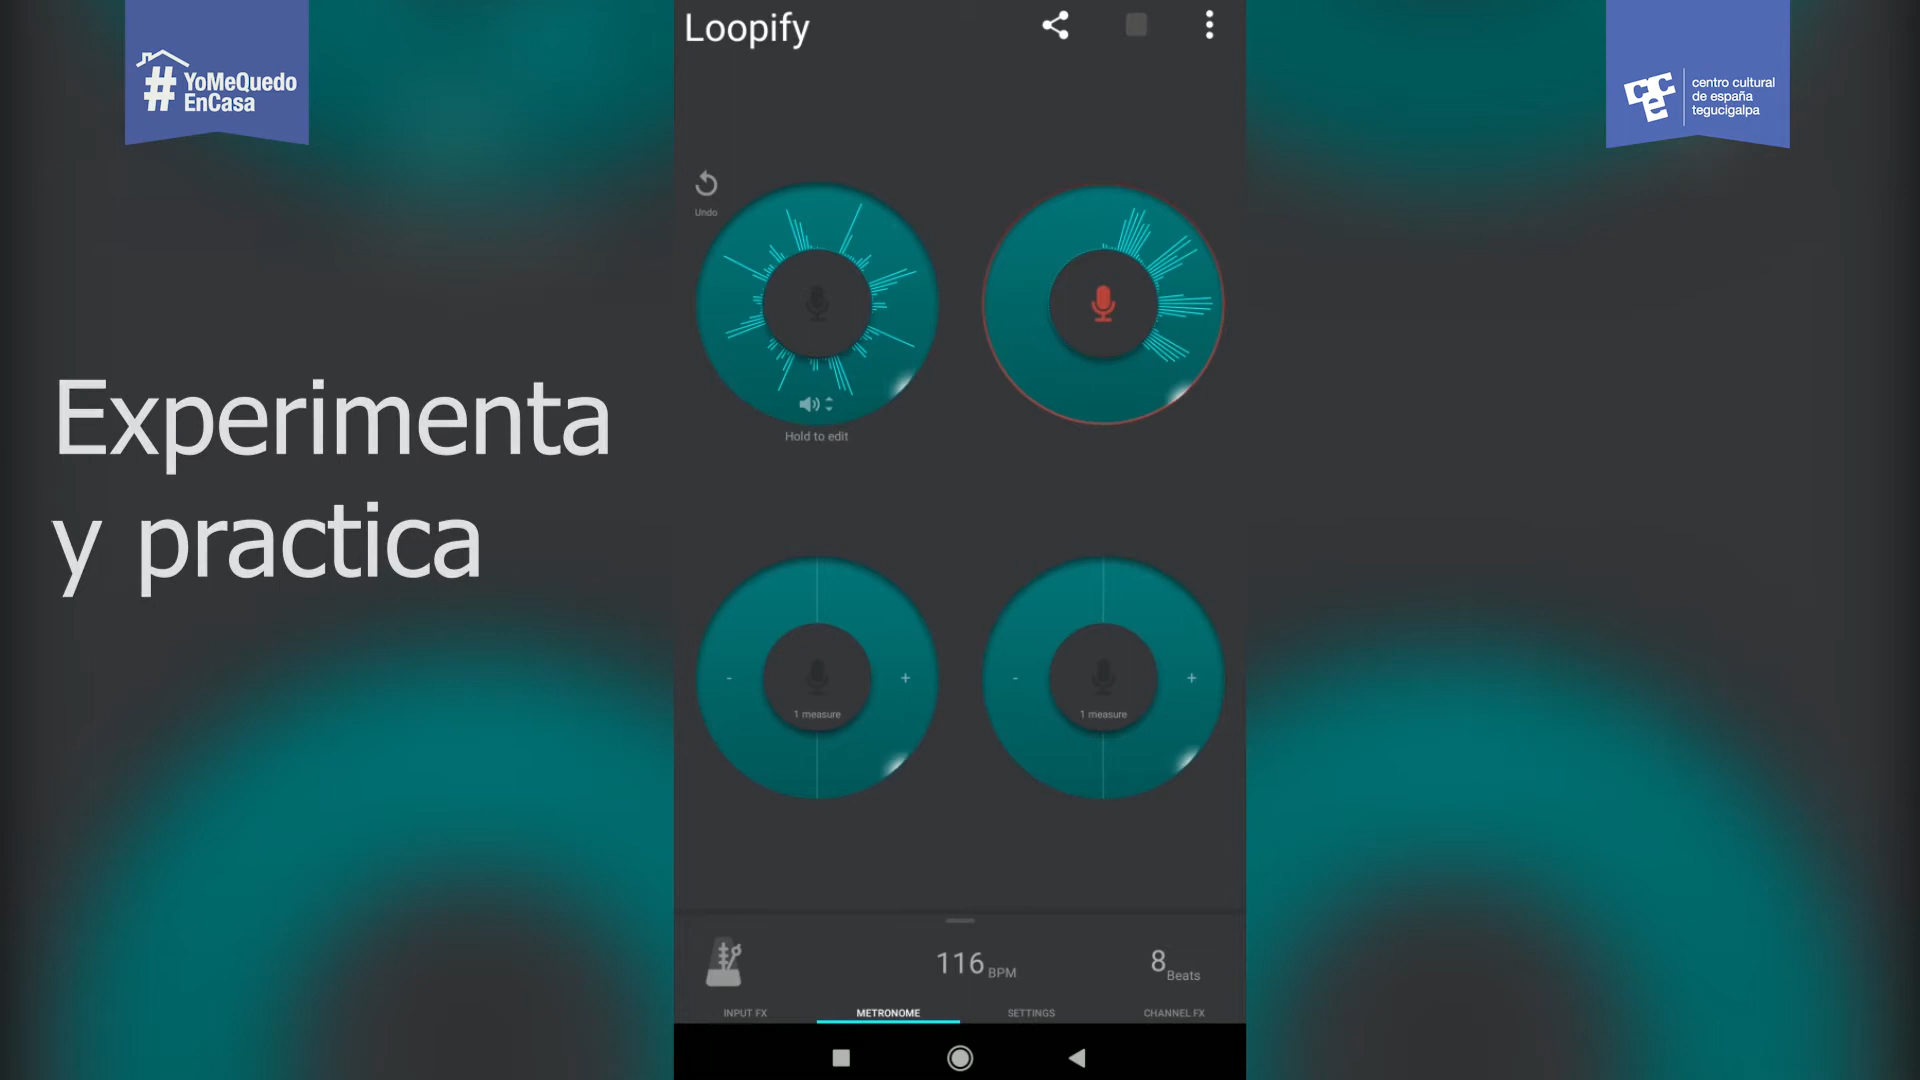 # YoMeQuedo
EnCasa
Loopify
cec
centro cultural
de españa
tegucigalpa
Undo
Hold to edit
Experimenta
y practica
- +
1 measure
- +
1 measure
116 BPM
8 Beats
INPUT FX
METRONOME
SETTINGS
CHANNEL FX